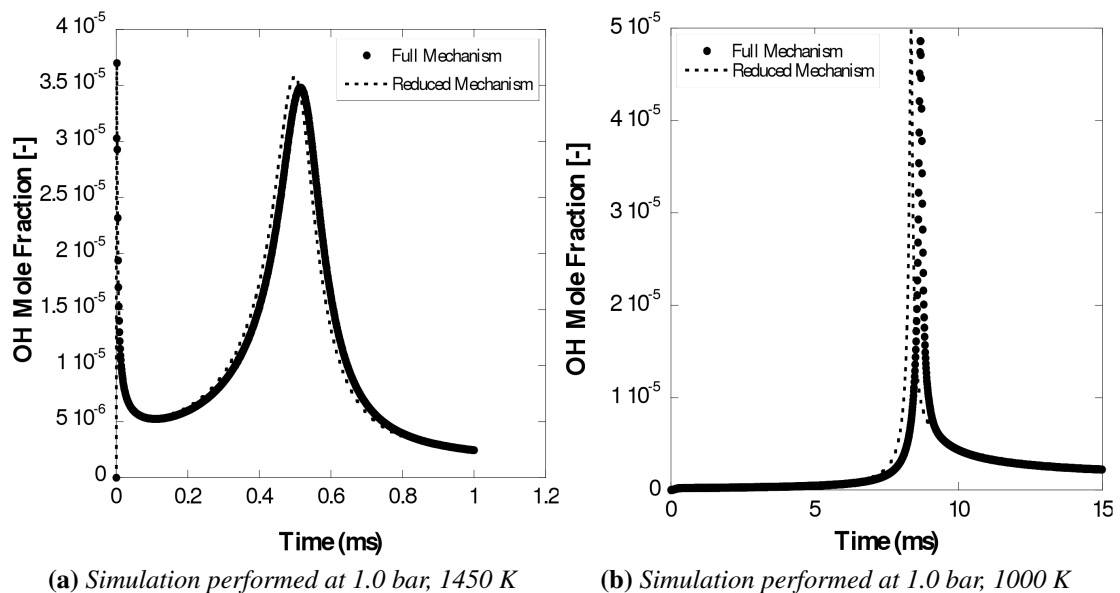 4 10-5
3.5 10-5
3 10-5
2.5 10-5
2 10-5
1.5 10-5
1 10-5
5 10-6
0
OH Mole Fraction [-]
Full Mechanism
Reduced Mechanism
0 0.2 0.4 0.6 0.8 1 1.2
Time (ms)
(a) Simulation performed at 1.0 bar, 1450 K
5 10-5
4 10-5
3 10-5
2 10-5
1 10-5
0
OH Mole Fraction [-]
Full Mechanism
Reduced Mechanism
0 5 10 15
Time (ms)
(b) Simulation performed at 1.0 bar, 1000 K